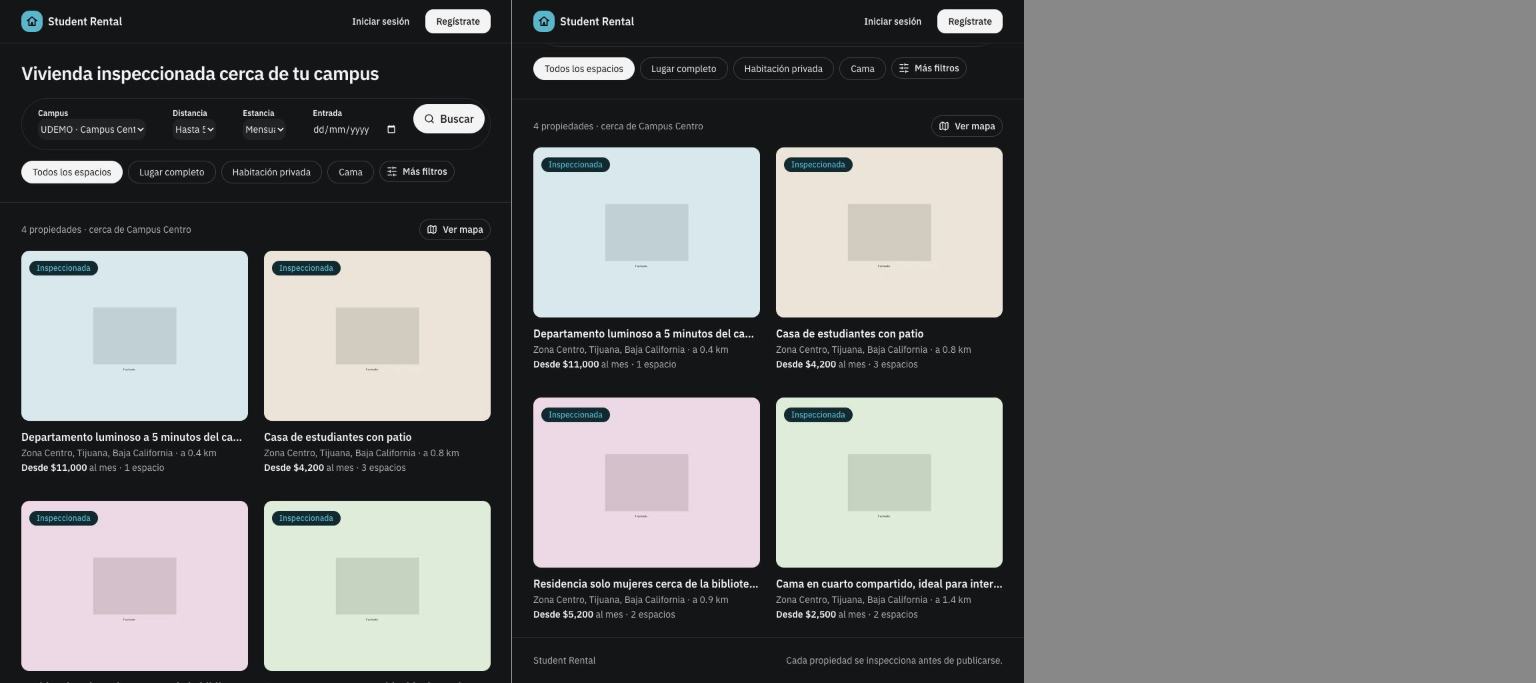 Student Rental
Iniciar sesión
Regístrate
Vivienda inspeccionada cerca de tu campus
Campus
Distancia
Estancia
Entrada
UDEMO · Campus Cent
Hasta
Mensu
dd/mm/yyyy
Buscar
Todos los espacios
Lugar completo
Habitación privada
Cama
Más filtros
4 propiedades · cerca de Campus Centro
Ver mapa
Inspeccionada
Inspeccionada
Departamento luminoso a 5 minutos del ca...
Casa de estudiantes con patio
Zona Centro, Tijuana, Baja California · a 0.4 km
Zona Centro, Tijuana, Baja California · a 0.8 km
Desde $11,000 al mes · 1 espacio
Desde $4,200 al mes · 3 espacios
Inspeccionada
Inspeccionada
Student Rental
Iniciar sesión
Regístrate
Todos los espacios
Lugar completo
Habitación privada
Cama
Más filtros
4 propiedades · cerca de Campus Centro
Ver mapa
Inspeccionada
Inspeccionada
Departamento luminoso a 5 minutos del ca...
Casa de estudiantes con patio
Zona Centro, Tijuana, Baja California · a 0.4 km
Zona Centro, Tijuana, Baja California · a 0.8 km
Desde $11,000 al mes · 1 espacio
Desde $4,200 al mes · 3 espacios
Inspeccionada
Inspeccionada
Residencia solo mujeres cerca de la bibliote...
Cama en cuarto compartido, ideal para inter...
Zona Centro, Tijuana, Baja California · a 0.9 km
Zona Centro, Tijuana, Baja California · a 1.4 km
Desde $5,200 al mes · 2 espacios
Desde $2,500 al mes · 2 espacios
Student Rental
Cada propiedad se inspecciona antes de publicarse.